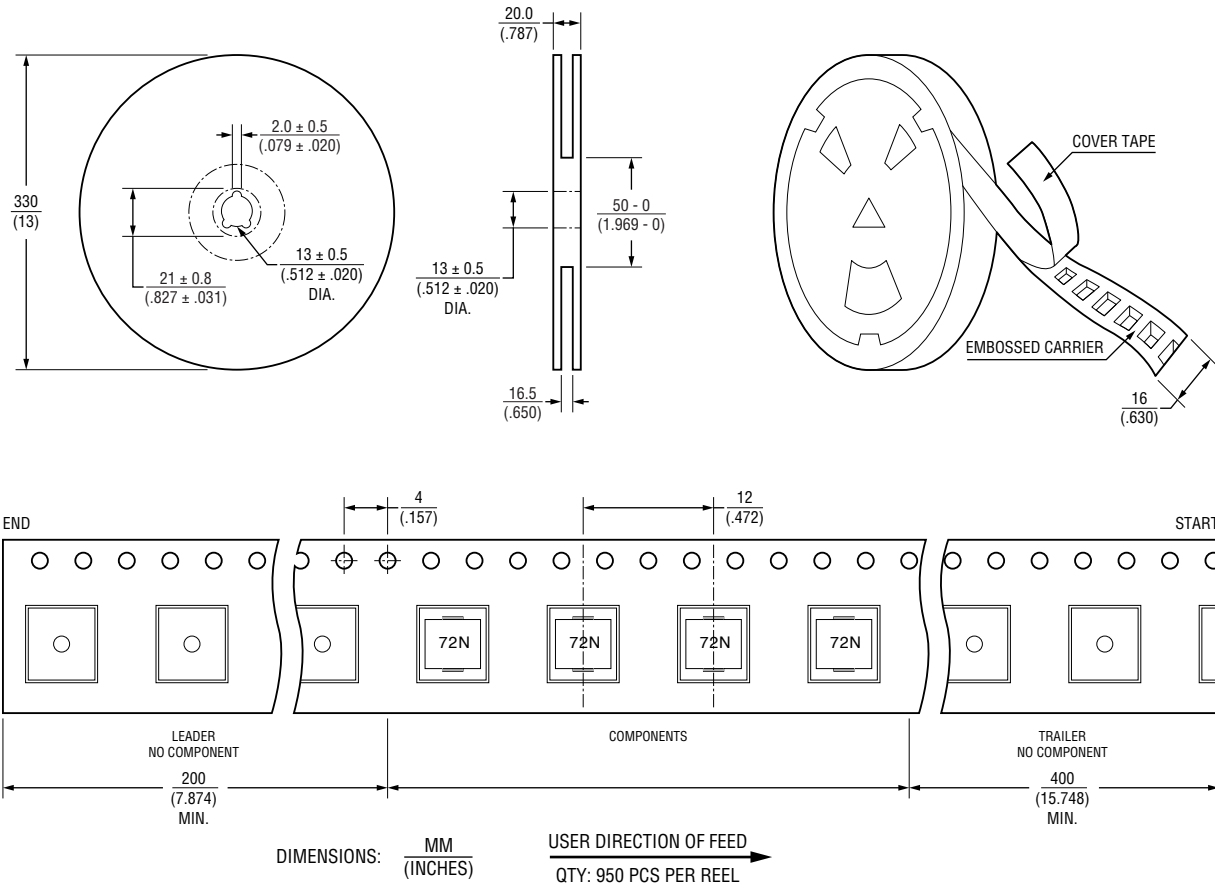 20.0
(.787)
330
(13)
2.0 ± 0.5
(.079 ± .020)
21 ± 0.8
(.827 ± .031)
13 ± 0.5
(.512 ± .020)
DIA.
13 ± 0.5
(.512 ± .020)
DIA.
50 - 0
(1.969 - 0)
16.5
(.650)
COVER TAPE
EMBOSSED CARRIER
16
(.630)
END
4
(.157)
12
(.472)
START
72N
72N
72N
72N
LEADER
NO COMPONENT
COMPONENTS
TRAILER
NO COMPONENT
200
(7.874)
MIN.
400
(15.748)
MIN.
DIMENSIONS:
MM
(INCHES)
USER DIRECTION OF FEED
QTY: 950 PCS PER REEL